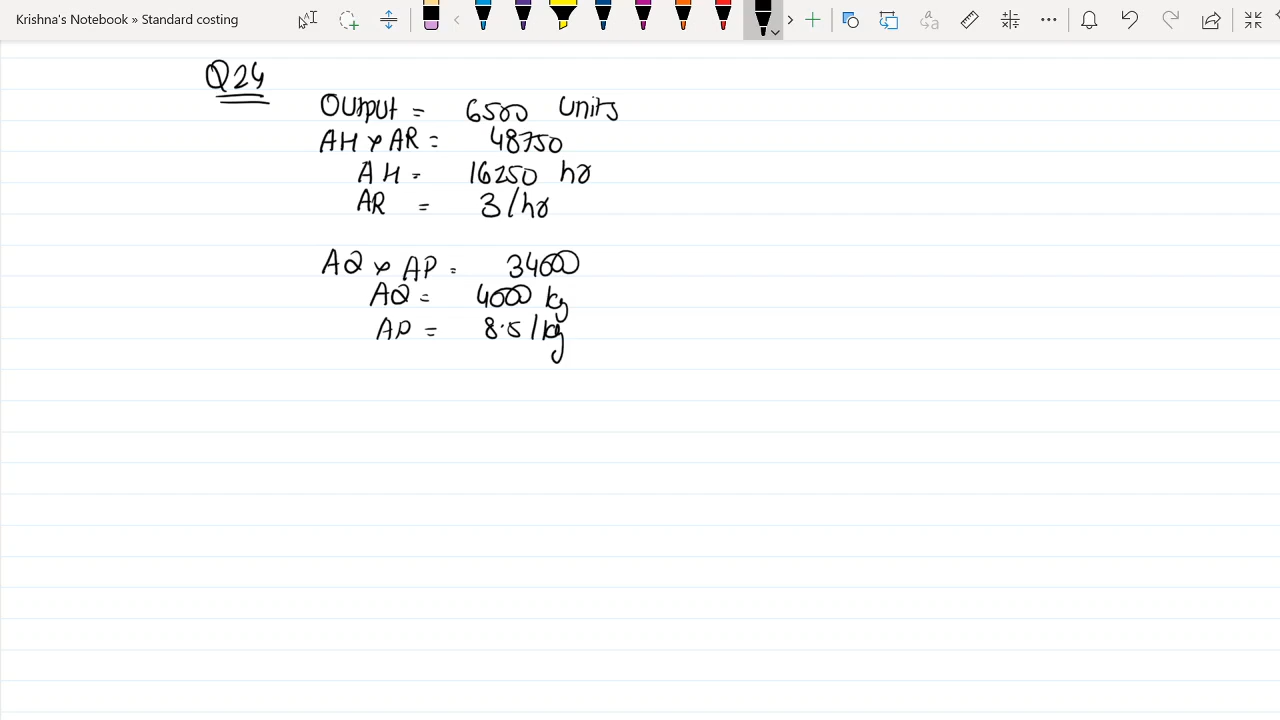 Krishna's Notebook » Standard costing
Q24
Output = 6500 units
AH × AR = 48750
AH = 16250 hr
AR = 3/hr
AQ × AP = 34000
AQ = 4000 kg
AP = 8.5/kg